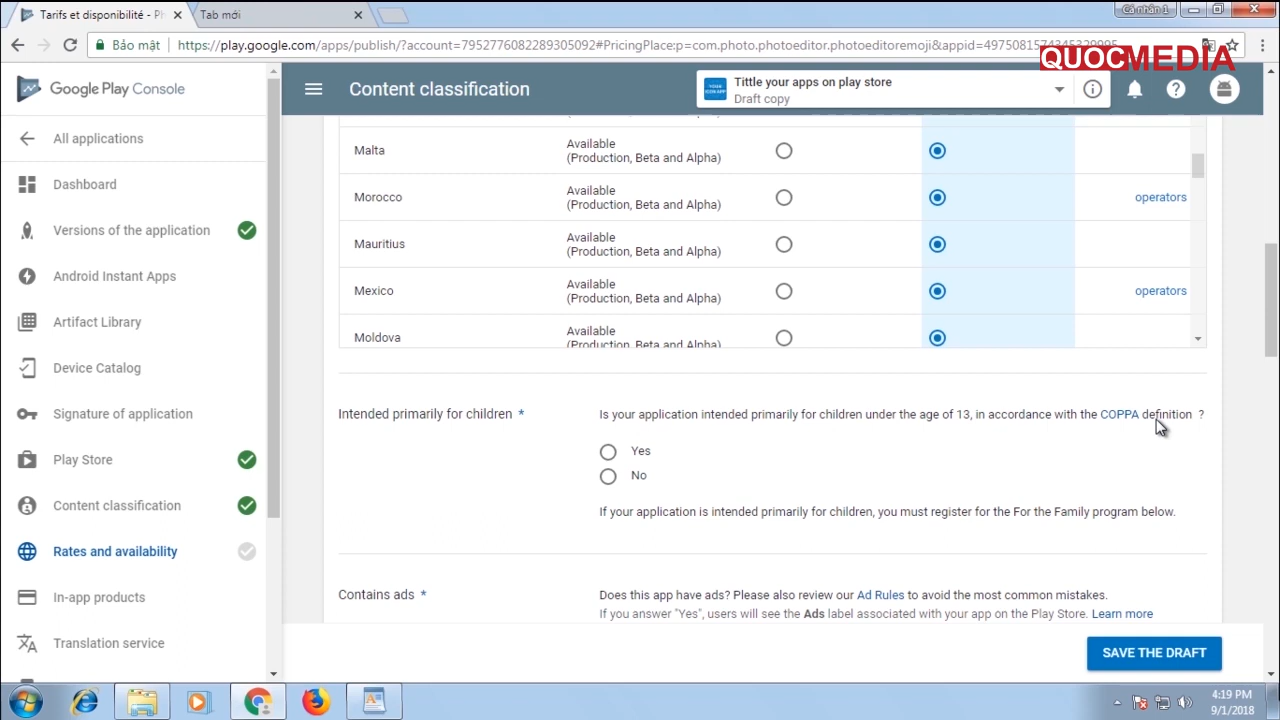 Tarifs et disponibilité - Ph
Tab mới
Cá nhân 1
Bảo mật
https://play.google.com/apps/publish/?account=7952776882289305092#PricingPlace:p=com.photo.photoeditor.photoeditoremoji&appid=
QUOCMEDIA
Google Play Console
Content classification
Tittle your apps on play store
Draft copy
All applications
Dashboard
Versions of the application
Android Instant Apps
Artifact Library
Device Catalog
Signature of application
Play Store
Content classification
Rates and availability
In-app products
Translation service
Malta
Available
(Production, Beta and Alpha)
Morocco
Available
(Production, Beta and Alpha)
operators
Mauritius
Available
(Production, Beta and Alpha)
Mexico
Available
(Production, Beta and Alpha)
operators
Moldova
Available
(Production, Beta and Alpha)
Intended primarily for children *
Is your application intended primarily for children under the age of 13, in accordance with the COPPA definition ?
Yes
No
If your application is intended primarily for children, you must register for the For the Family program below.
Contains ads *
Does this app have ads? Please also review our Ad Rules to avoid the most common mistakes.
If you answer "Yes", users will see the Ads label associated with your app on the Play Store. Learn more
SAVE THE DRAFT
4:19 PM
9/1/2018